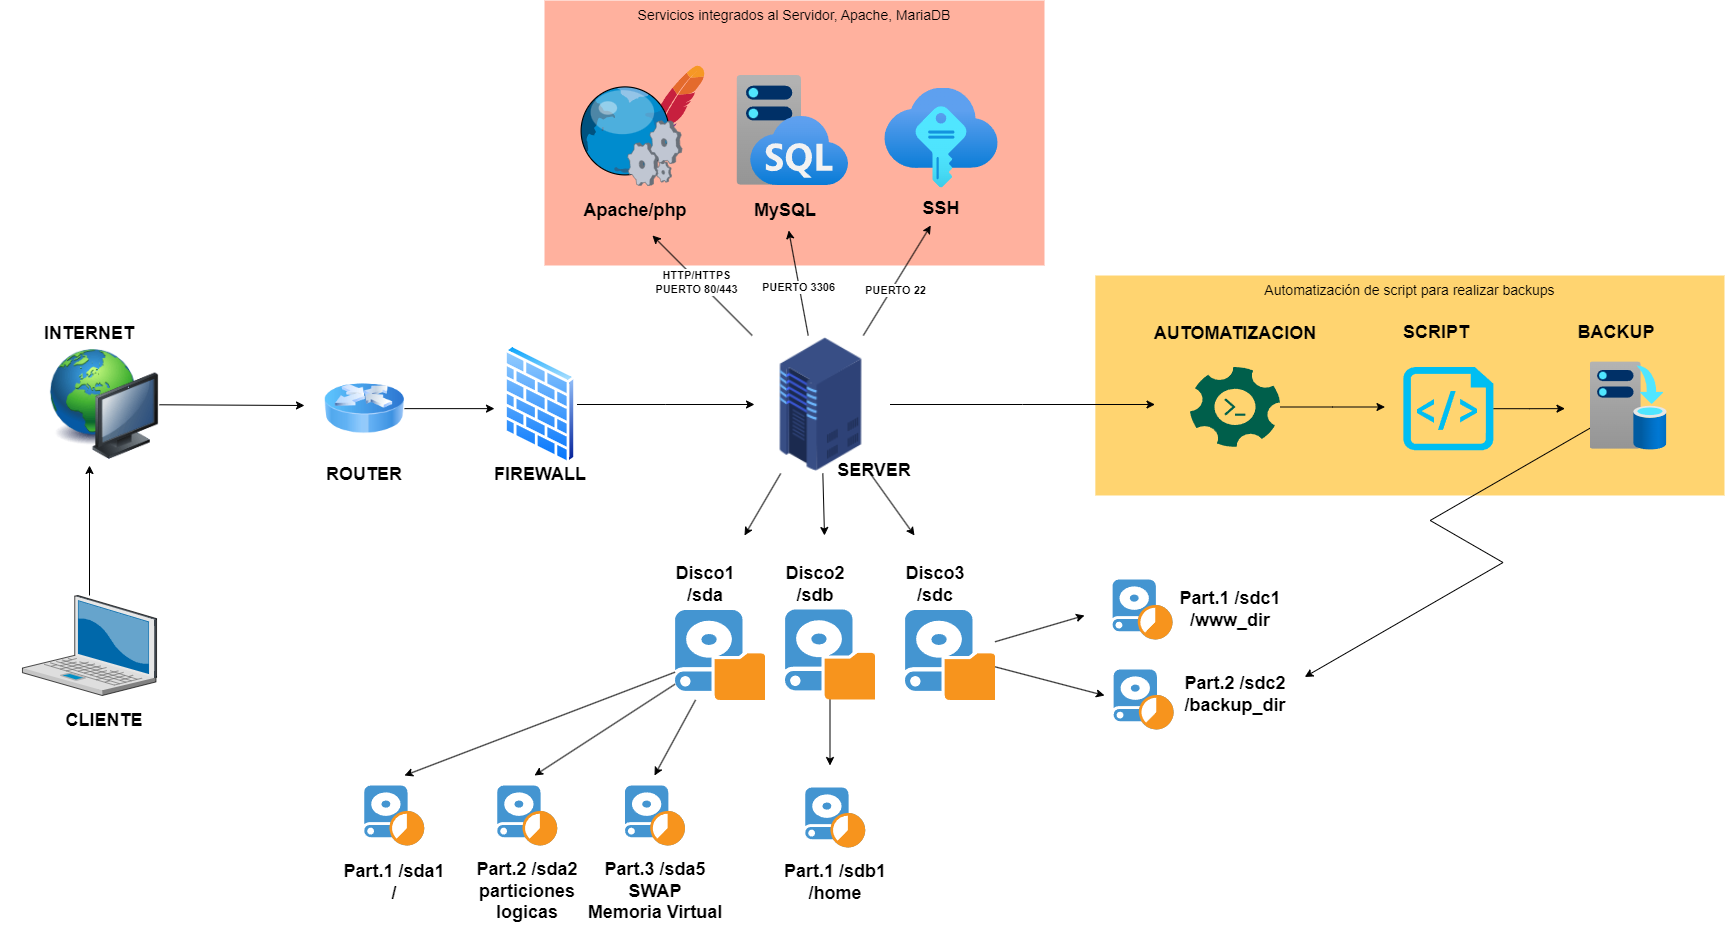 Servicios integrados al Servidor, Apache, MariaDB
SQL
Apache/php
MySQL
SSH
HTTP/HTTPS
PUERTO 80/443
PUERTO 3306
PUERTO 22
Automatización de script para realizar backups
AUTOMATIZACION
SCRIPT
BACKUP
>_
</>
INTERNET
ROUTER
FIREWALL
SERVER
CLIENTE
Disco1
/sda
Disco2
/sdb
Disco3
/sdc
Part.1 /sdc1
/www_dir
Part.2 /sdc2
/backup_dir
Part.1 /sda1
/
Part.2 /sda2
particiones
logicas
Part.3 /sda5
SWAP
Memoria Virtual
Part.1 /sdb1
/home